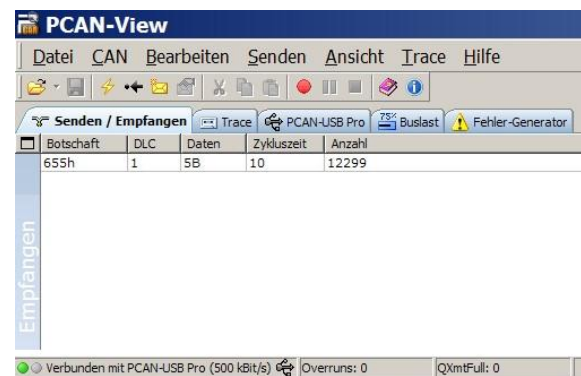 PCAN-View
Datei CAN Bearbeiten Senden Ansicht Trace Hilfe
Senden / Empfangen Trace PCAN-USB Pro 75% Buslast Fehler-Generator
Botschaft DLC Daten Zykluszeit Anzahl
655h 1 5B 10 12299
Empfangen
Verbunden mit PCAN-USB Pro (500 kBit/s) Overruns: 0 QXmtFull: 0